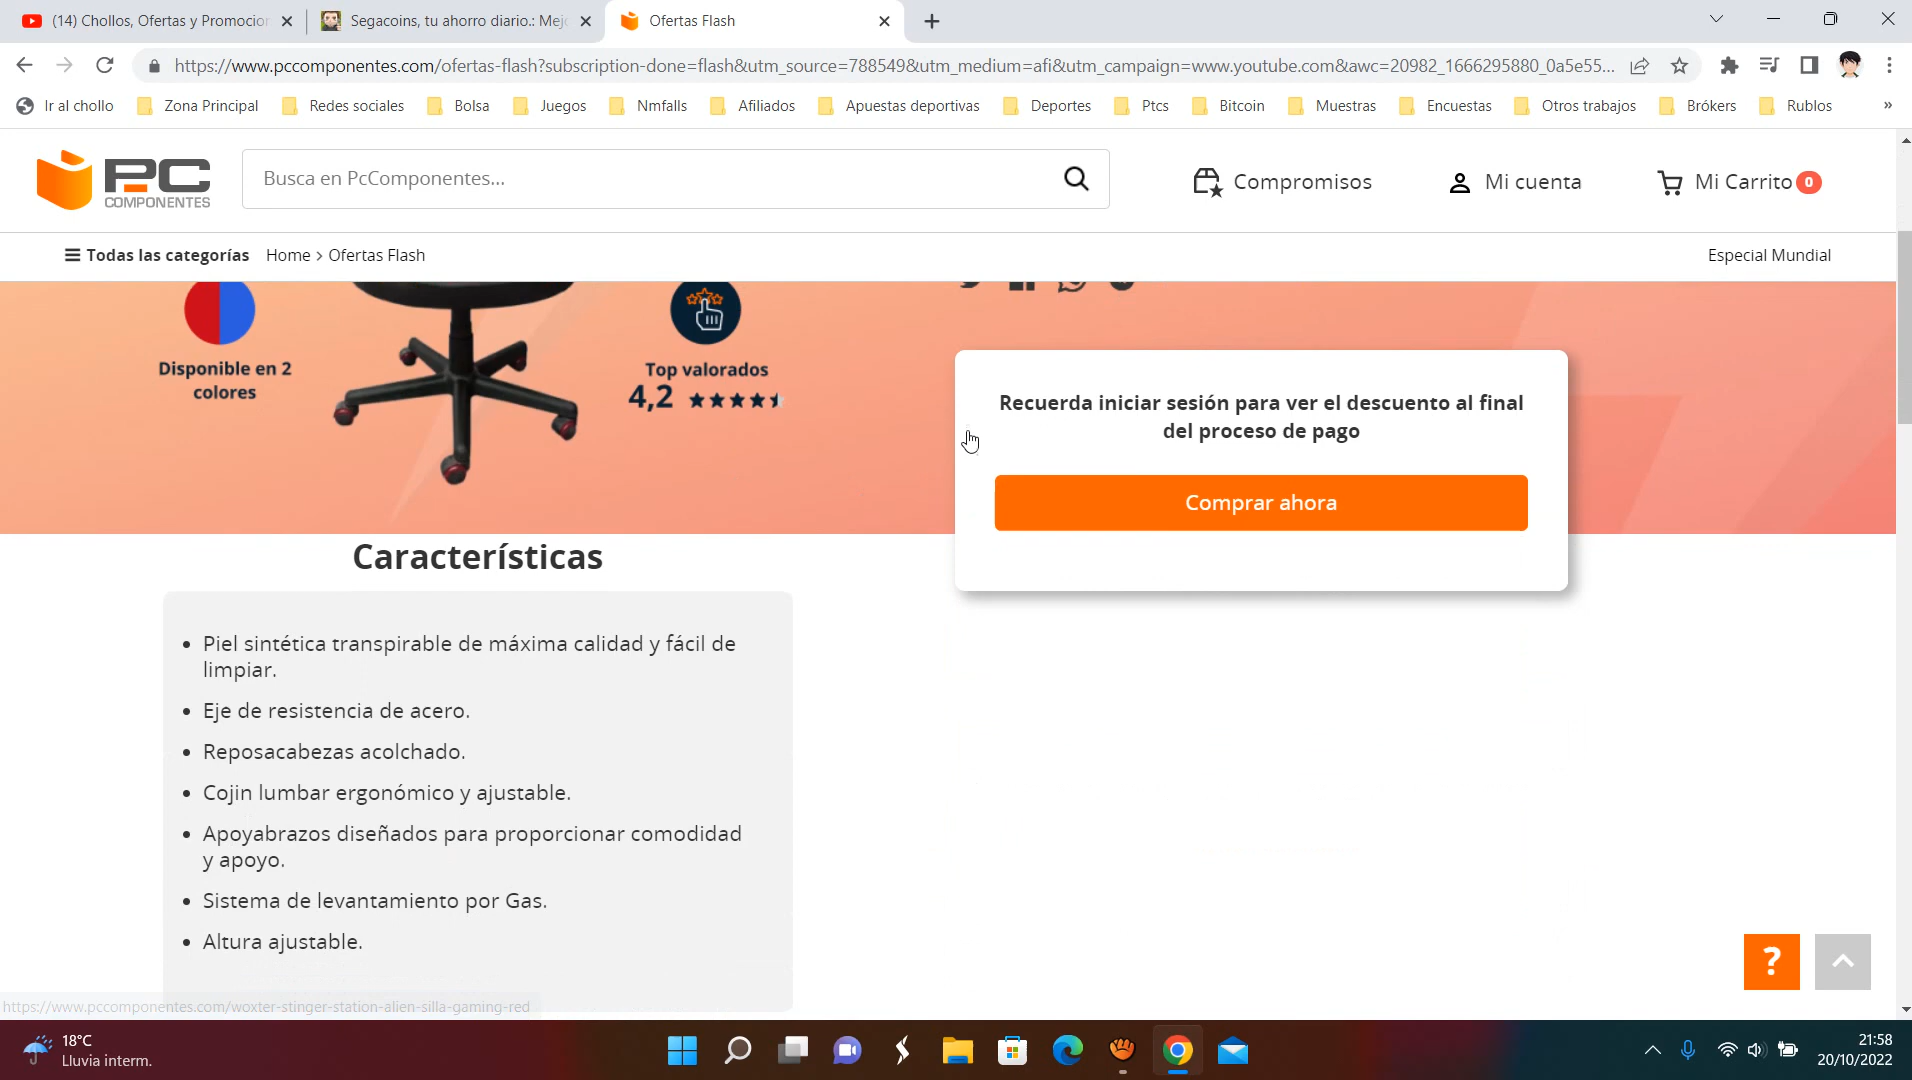 (14) Chollos, Ofertas y Promocion
Segacoins, tu ahorro diario.: Mejo
Ofertas Flash
https://www.pccomponentes.com/ofertas-flash?subscription-done=flash&utm_source=788549&utm_medium=afi&utm_campaign=www.youtube.com&awc=20982_1666295880_0a5e55...
Ir al chollo
Zona Principal
Redes sociales
Bolsa
Juegos
Nmfalls
Afiliados
Apuestas deportivas
Deportes
Ptcs
Bitcoin
Muestras
Encuestas
Otros trabajos
Brókers
Rublos
»
PC
COMPONENTES
Busca en PcComponentes...
Compromisos
Mi cuenta
Mi Carrito 0
Todas las categorías
Home > Ofertas Flash
Especial Mundial
Disponible en 2
colores
Top valorados
4,2
Recuerda iniciar sesión para ver el descuento al final
del proceso de pago
Comprar ahora
Características
• Piel sintética transpirable de máxima calidad y fácil de
limpiar.
• Eje de resistencia de acero.
• Reposacabezas acolchado.
• Cojin lumbar ergonómico y ajustable.
• Apoyabrazos diseñados para proporcionar comodidad
y apoyo.
• Sistema de levantamiento por Gas.
• Altura ajustable.
?
https://www.pccomponentes.com/woxter-stinger-station-alien-silla-gaming-red
18°C
Lluvia interm.
21:58
20/10/2022